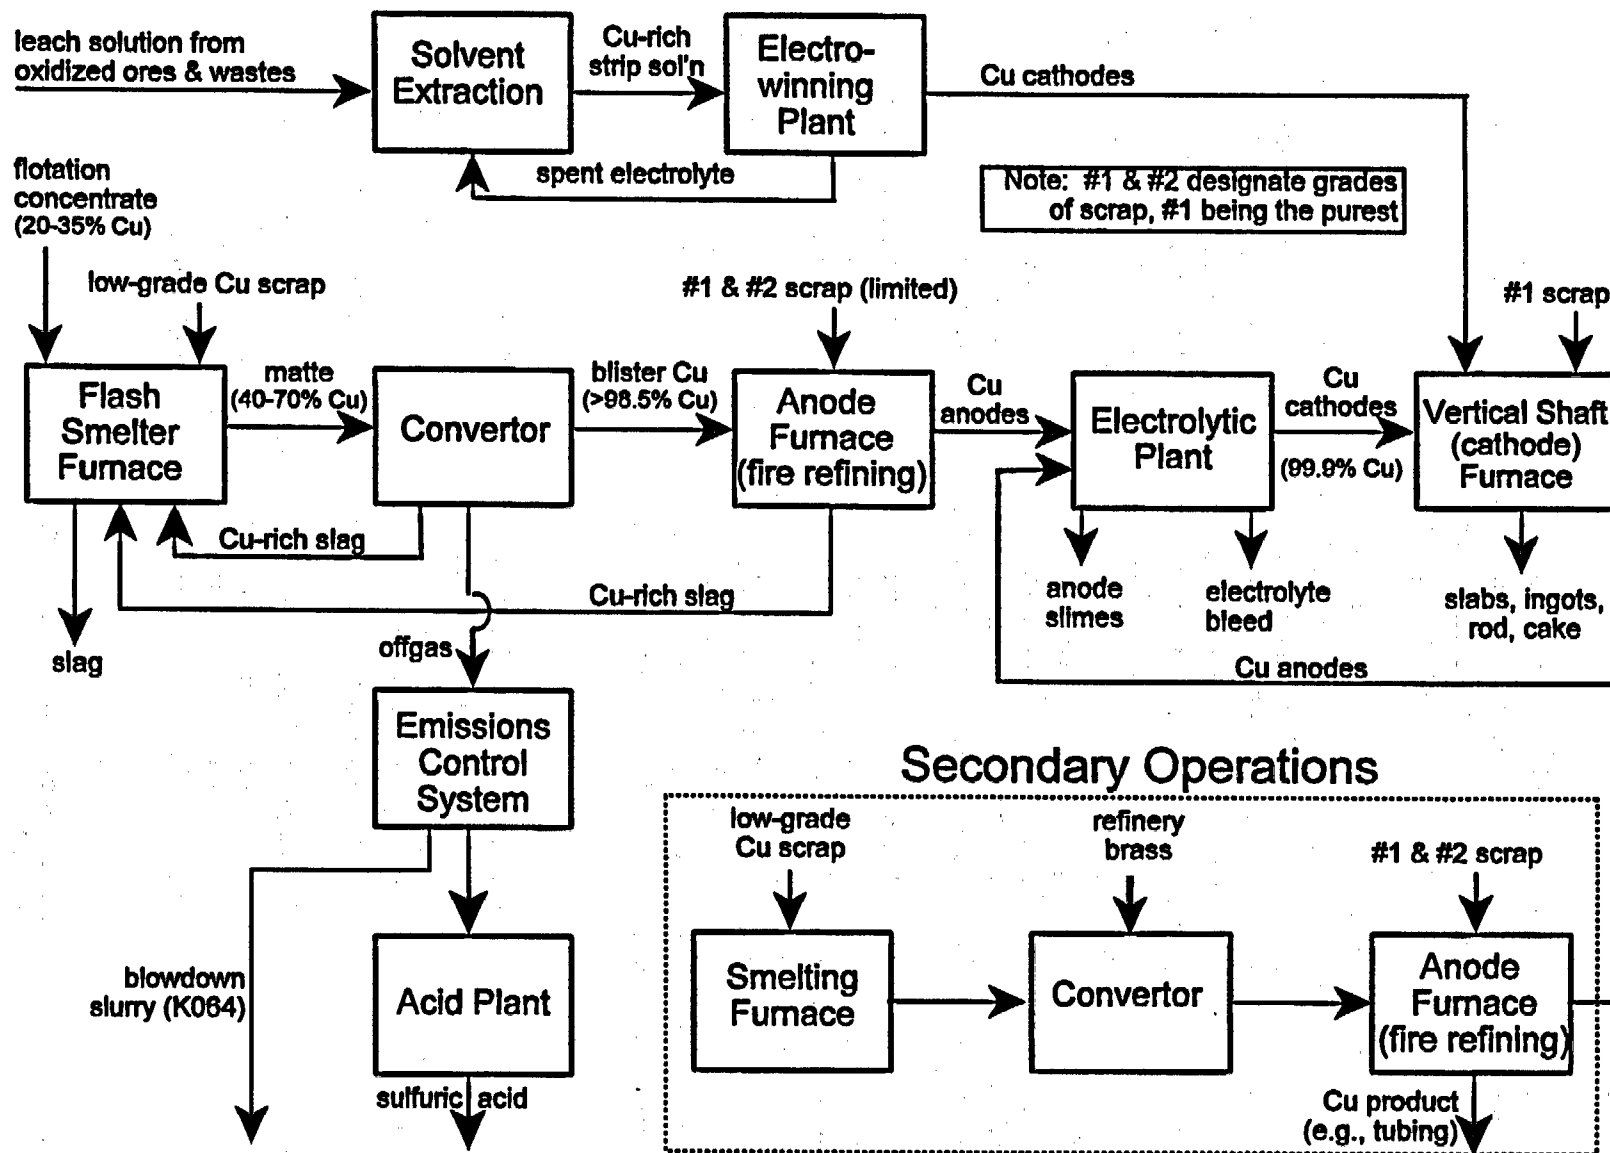 leach solution from
oxidized ores & wastes
Solvent
Extraction
Cu-rich
strip sol'n
Electro-
winning
Plant
Cu cathodes
spent electrolyte
Note: #1 & #2 designate grades
of scrap, #1 being the purest
flotation
concentrate
(20-35% Cu)
low-grade Cu scrap
#1 & #2 scrap (limited)
#1 scrap
Flash
Smelter
Furnace
matte
(40-70% Cu)
Convertor
blister Cu
(>98.5% Cu)
Anode
Furnace
(fire refining)
Cu
anodes
Electrolytic
Plant
Cu
cathodes
(99.9% Cu)
Vertical Shaft
(cathode)
Furnace
Cu-rich slag
Cu-rich slag
slag
offgas
anode
slimes
electrolyte
bleed
slabs, ingots,
rod, cake
Cu anodes
Emissions
Control
System
blowdown
slurry (K064)
Acid Plant
sulfuric acid
Secondary Operations
low-grade
Cu scrap
refinery
brass
#1 & #2 scrap
Smelting
Furnace
Convertor
Anode
Furnace
(fire refining)
Cu product
(e.g., tubing)